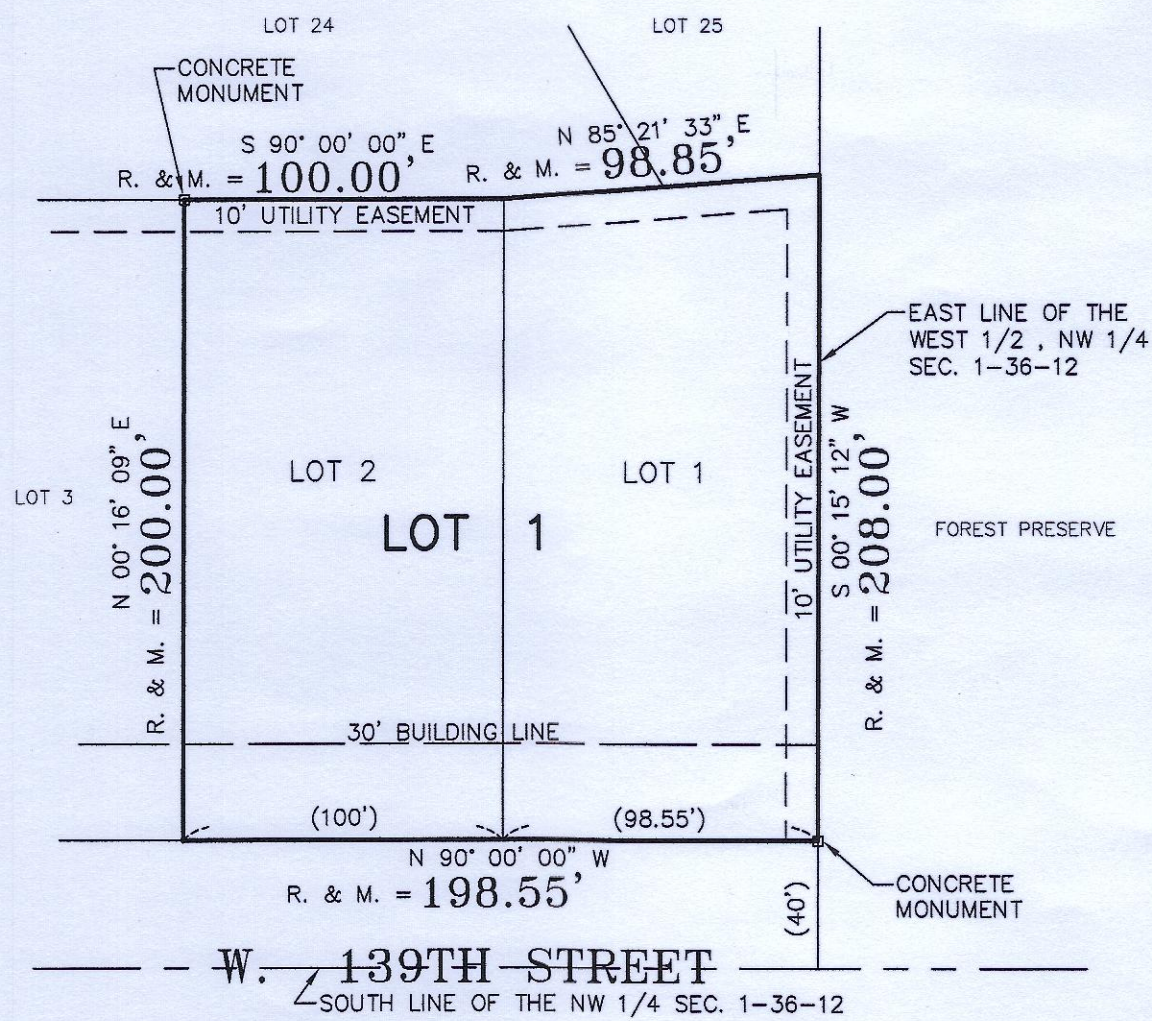 LOT 24
LOT 25
CONCRETE
MONUMENT
S 90° 00' 00" E
R. & M. = 100.00'
N 85° 21' 33" E
R. & M. = 98.85'
10' UTILITY EASEMENT
EAST LINE OF THE
WEST 1/2 , NW 1/4
SEC. 1-36-12
10' UTILITY EASEMENT
N 00° 16' 09" E
R. & M. = 200.00'
S 00° 15' 12" W
R. & M. = 208.00'
LOT 2
LOT 1
LOT 3
LOT 1
FOREST PRESERVE
30' BUILDING LINE
(100')
(98.55')
N 90° 00' 00" W
R. & M. = 198.55'
(40')
CONCRETE
MONUMENT
W. 139TH STREET
SOUTH LINE OF THE NW 1/4 SEC. 1-36-12